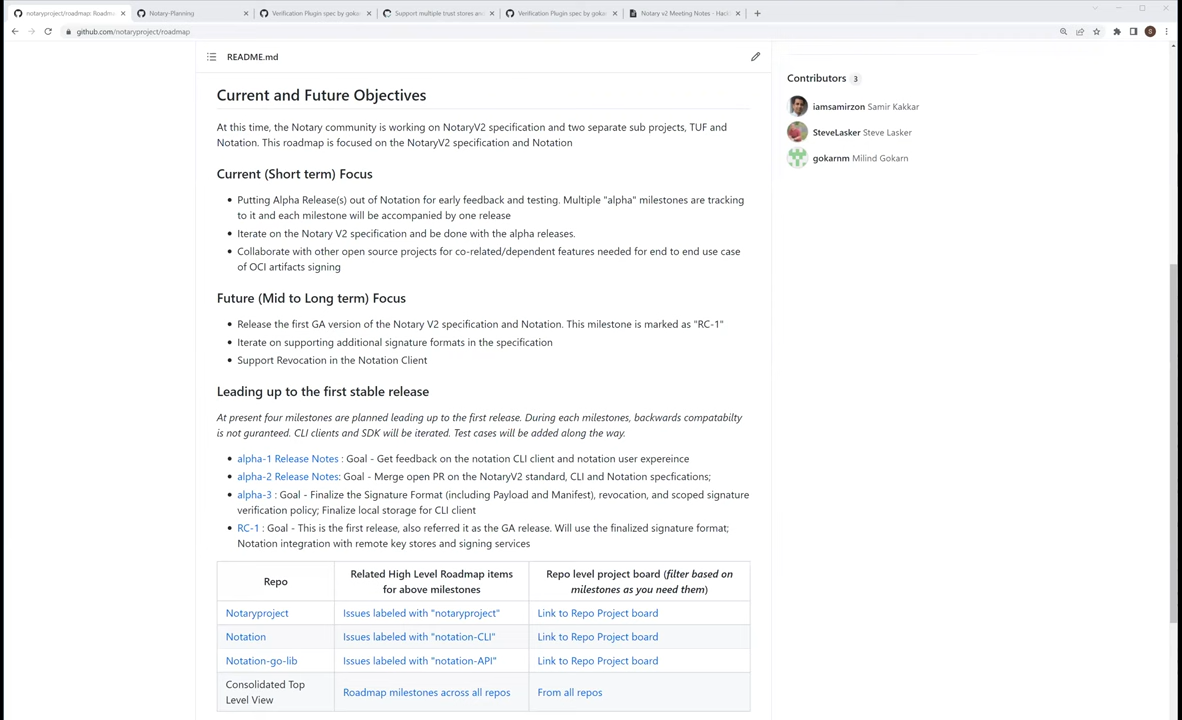 notaryproject/roadmap: Roadm
Notary-Planning
Verification Plugin spec by goka
Support multiple trust stores an
Verification Plugin spec by goka
Notary v2 Meeting Notes - Hack
github.com/notaryproject/roadmap
S
README.md
Current and Future Objectives
At this time, the Notary community is working on NotaryV2 specification and two separate sub projects, TUF and
Notation. This roadmap is focused on the NotaryV2 specification and Notation
Current (Short term) Focus
Putting Alpha Release(s) out of Notation for early feedback and testing. Multiple "alpha" milestones are tracking
to it and each milestone will be accompanied by one release
Iterate on the Notary V2 specification and be done with the alpha releases.
Collaborate with other open source projects for co-related/dependent features needed for end to end use case
of OCI artifacts signing
Future (Mid to Long term) Focus
Release the first GA version of the Notary V2 specification and Notation. This milestone is marked as "RC-1"
Iterate on supporting additional signature formats in the specification
Support Revocation in the Notation Client
Leading up to the first stable release
At present four milestones are planned leading up to the first release. During each milestones, backwards compatabilty
is not guranteed. CLI clients and SDK will be iterated. Test cases will be added along the way.
alpha-1 Release Notes : Goal - Get feedback on the notation CLI client and notation user expereince
alpha-2 Release Notes: Goal - Merge open PR on the NotaryV2 standard, CLI and Notation specfications;
alpha-3 : Goal - Finalize the Signature Format (including Payload and Manifest), revocation, and scoped signature
verification policy; Finalize local storage for CLI client
RC-1 : Goal - This is the first release, also referred it as the GA release. Will use the finalized signature format;
Notation integration with remote key stores and signing services
Repo
Related High Level Roadmap items
for above milestones
Repo level project board (filter based on
milestones as you need them)
Notaryproject
Issues labeled with "notaryproject"
Link to Repo Project board
Notation
Issues labeled with "notation-CLI"
Link to Repo Project board
Notation-go-lib
Issues labeled with "notation-API"
Link to Repo Project board
Consolidated Top
Level View
Roadmap milestones across all repos
From all repos
Contributors 3
iamsamirzon Samir Kakkar
SteveLasker Steve Lasker
gokarnm Milind Gokarn